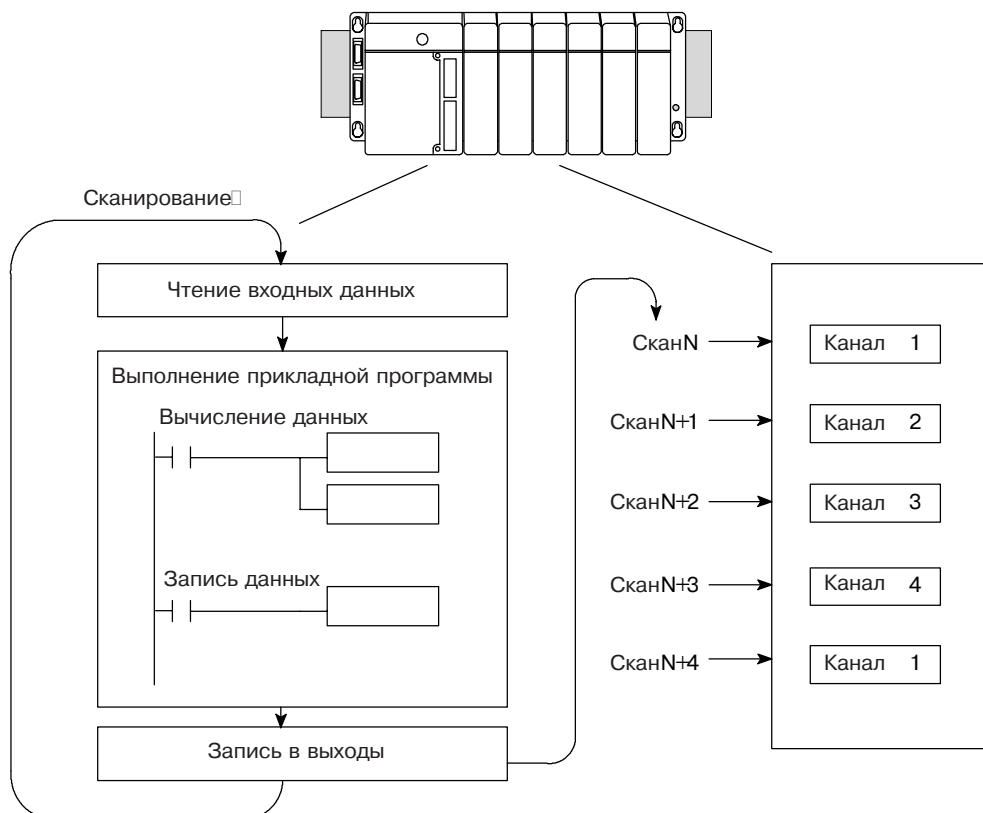 Сканирование
Чтение входных данных
Выполнение прикладной программы
Вычисление данных
Запись данных
Запись в выходы
СканN
Канал 1
СканN+1
Канал 2
СканN+2
Канал 3
СканN+3
Канал 4
СканN+4
Канал 1